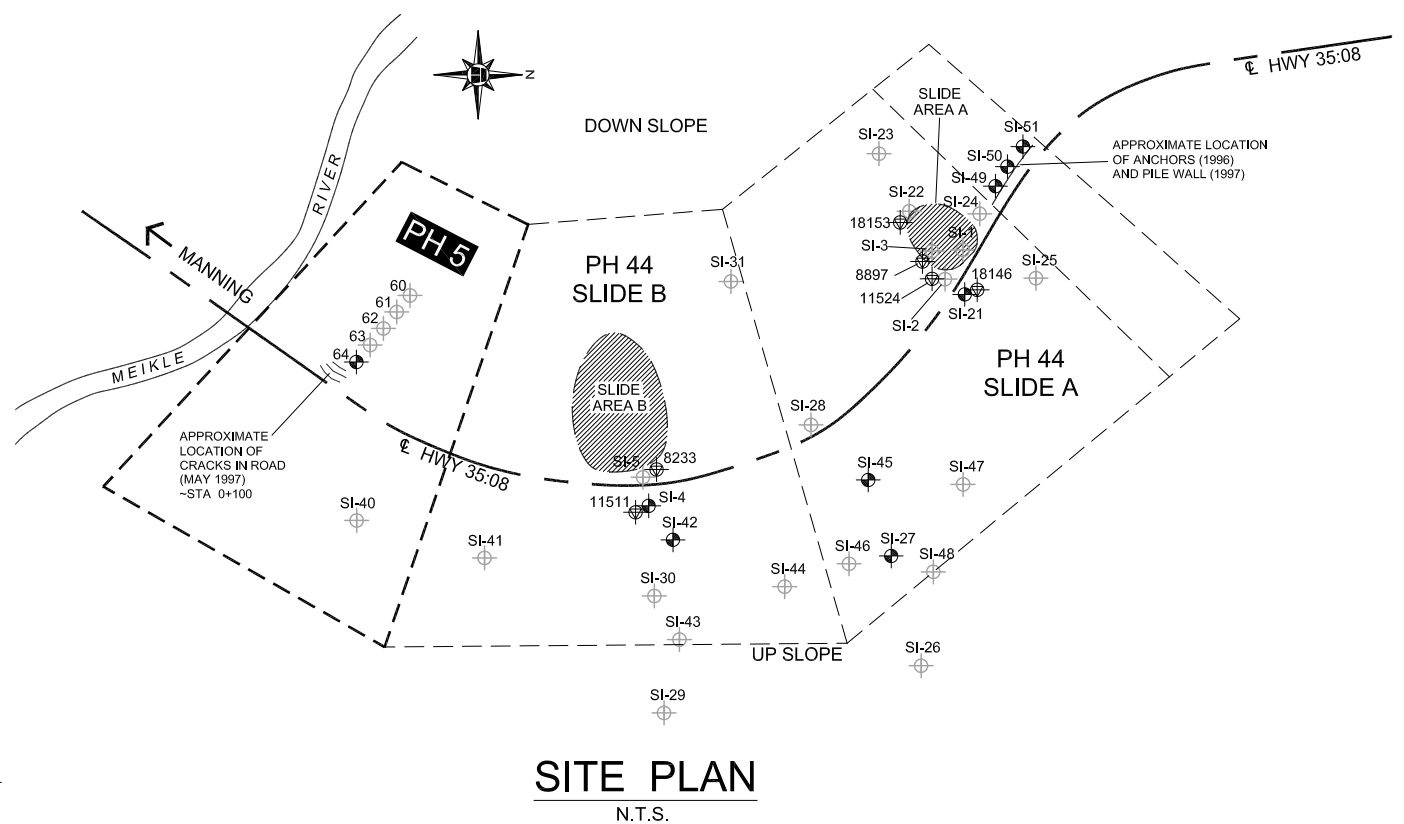 N
DOWN SLOPE
℄ HWY 35:08
SLIDE
AREA A
SI-51
SI-23
SI-50
APPROXIMATE LOCATION
OF ANCHORS (1996)
AND PILE WALL (1997)
SI-49
RIVER
SI-22
SI-24
18153
PH 5
SI-3
SI-1
MANNING
PH 44
SLIDE B
SI-31
8897
18146
SI-25
11524
60
61
SI-2
SI-21
62
63
64
PH 44
SLIDE A
MEIKLE
SLIDE
AREA B
SI-28
APPROXIMATE
LOCATION OF
CRACKS IN ROAD
(MAY 1997)
~STA 0+100
℄ HWY 35:08
SI-5
8233
SI-45
SI-47
SI-40
11511
SI-4
SI-42
SI-41
SI-46
SI-27
SI-48
SI-44
SI-30
SI-43
UP SLOPE
SI-26
SI-29
SITE PLAN
N.T.S.